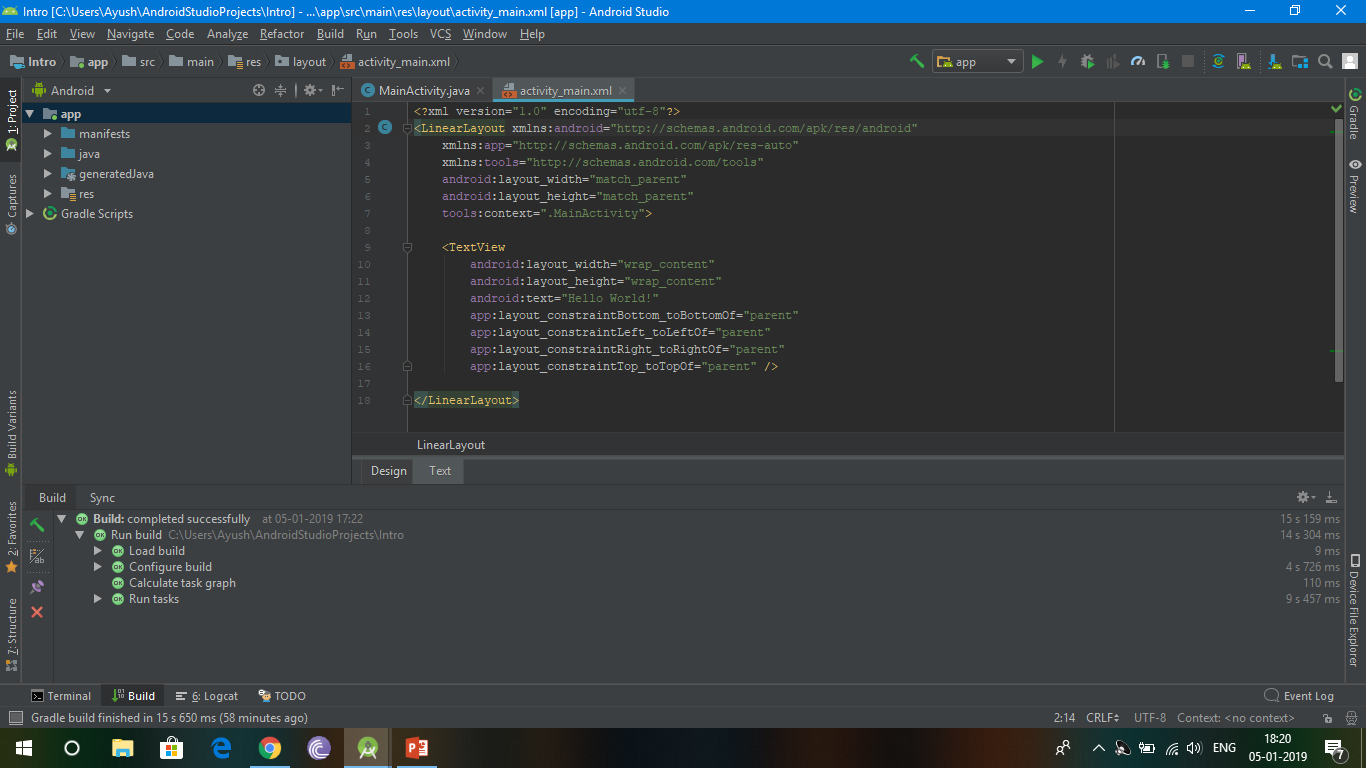 Intro [C:\Users\Ayush\AndroidStudioProjects\Intro] - ...\app\src\main\res\layout\activity_main.xml [app] - Android Studio
File Edit View Navigate Code Analyze Refactor Build Run Tools VCS Window Help
Intro app src main res layout activity_main.xml app
Android MainActivity.java activity_main.xml
1: Project
Captures
Build Variants
2: Favorites
7: Structure
app
manifests
java
generatedJava
res
Gradle Scripts
1 <?xml version="1.0" encoding="utf-8"?>
2 <LinearLayout xmlns:android="http://schemas.android.com/apk/res/android"
3 xmlns:app="http://schemas.android.com/apk/res-auto"
4 xmlns:tools="http://schemas.android.com/tools"
5 android:layout_width="match_parent"
6 android:layout_height="match_parent"
7 tools:context=".MainActivity">
8
9 <TextView
10 android:layout_width="wrap_content"
11 android:layout_height="wrap_content"
12 android:text="Hello World!"
13 app:layout_constraintBottom_toBottomOf="parent"
14 app:layout_constraintLeft_toLeftOf="parent"
15 app:layout_constraintRight_toRightOf="parent"
16 app:layout_constraintTop_toTopOf="parent" />
17
18 </LinearLayout>
LinearLayout
Design Text
Gradle
Preview
Device File Explorer
Build Sync
Build: completed successfully at 05-01-2019 17:22 15 s 159 ms
Run build C:\Users\Ayush\AndroidStudioProjects\Intro 14 s 304 ms
Load build 9 ms
Configure build 4 s 726 ms
Calculate task graph 110 ms
Run tasks 9 s 457 ms
Terminal Build 6: Logcat TODO Event Log
Gradle build finished in 15 s 650 ms (58 minutes ago) 2:14 CRLF UTF-8 Context: <no context>
ENG 18:20
05-01-2019 7